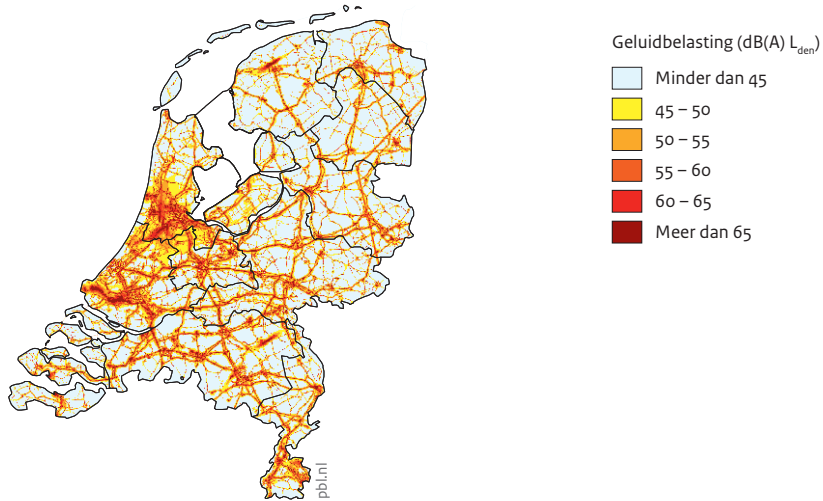 Geluidbelasting (dB(A) Lden)
Minder dan 45
45 – 50
50 – 55
55 – 60
60 – 65
Meer dan 65
pbl.nl